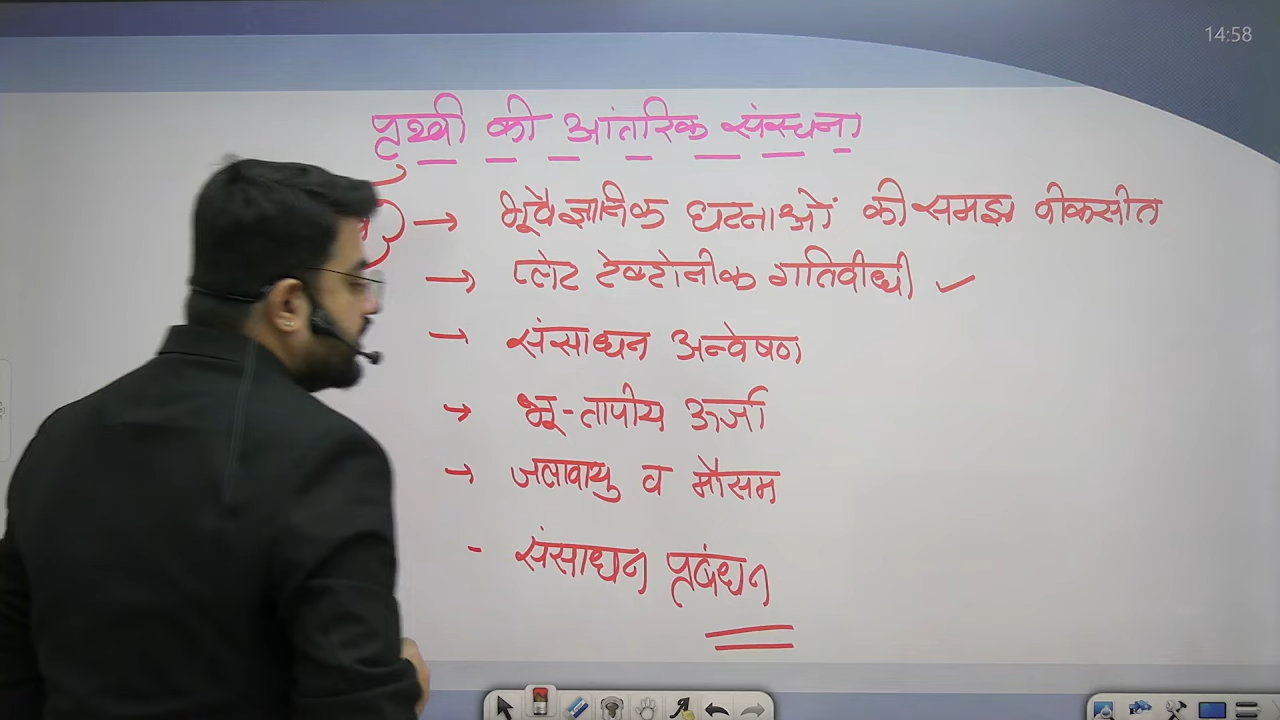 14:58
पृथ्वी की आंतरिक संरचना
→ भूवैज्ञानिक घटनाओं की समझ वीकसीत
→ प्लेट टेक्टोनीक गतिवीधी ✓
→ संसाधन अन्वेषण
→ भू-तापीय ऊर्जा
→ जलवायु व मौसम
- संसाधन प्रबंधन